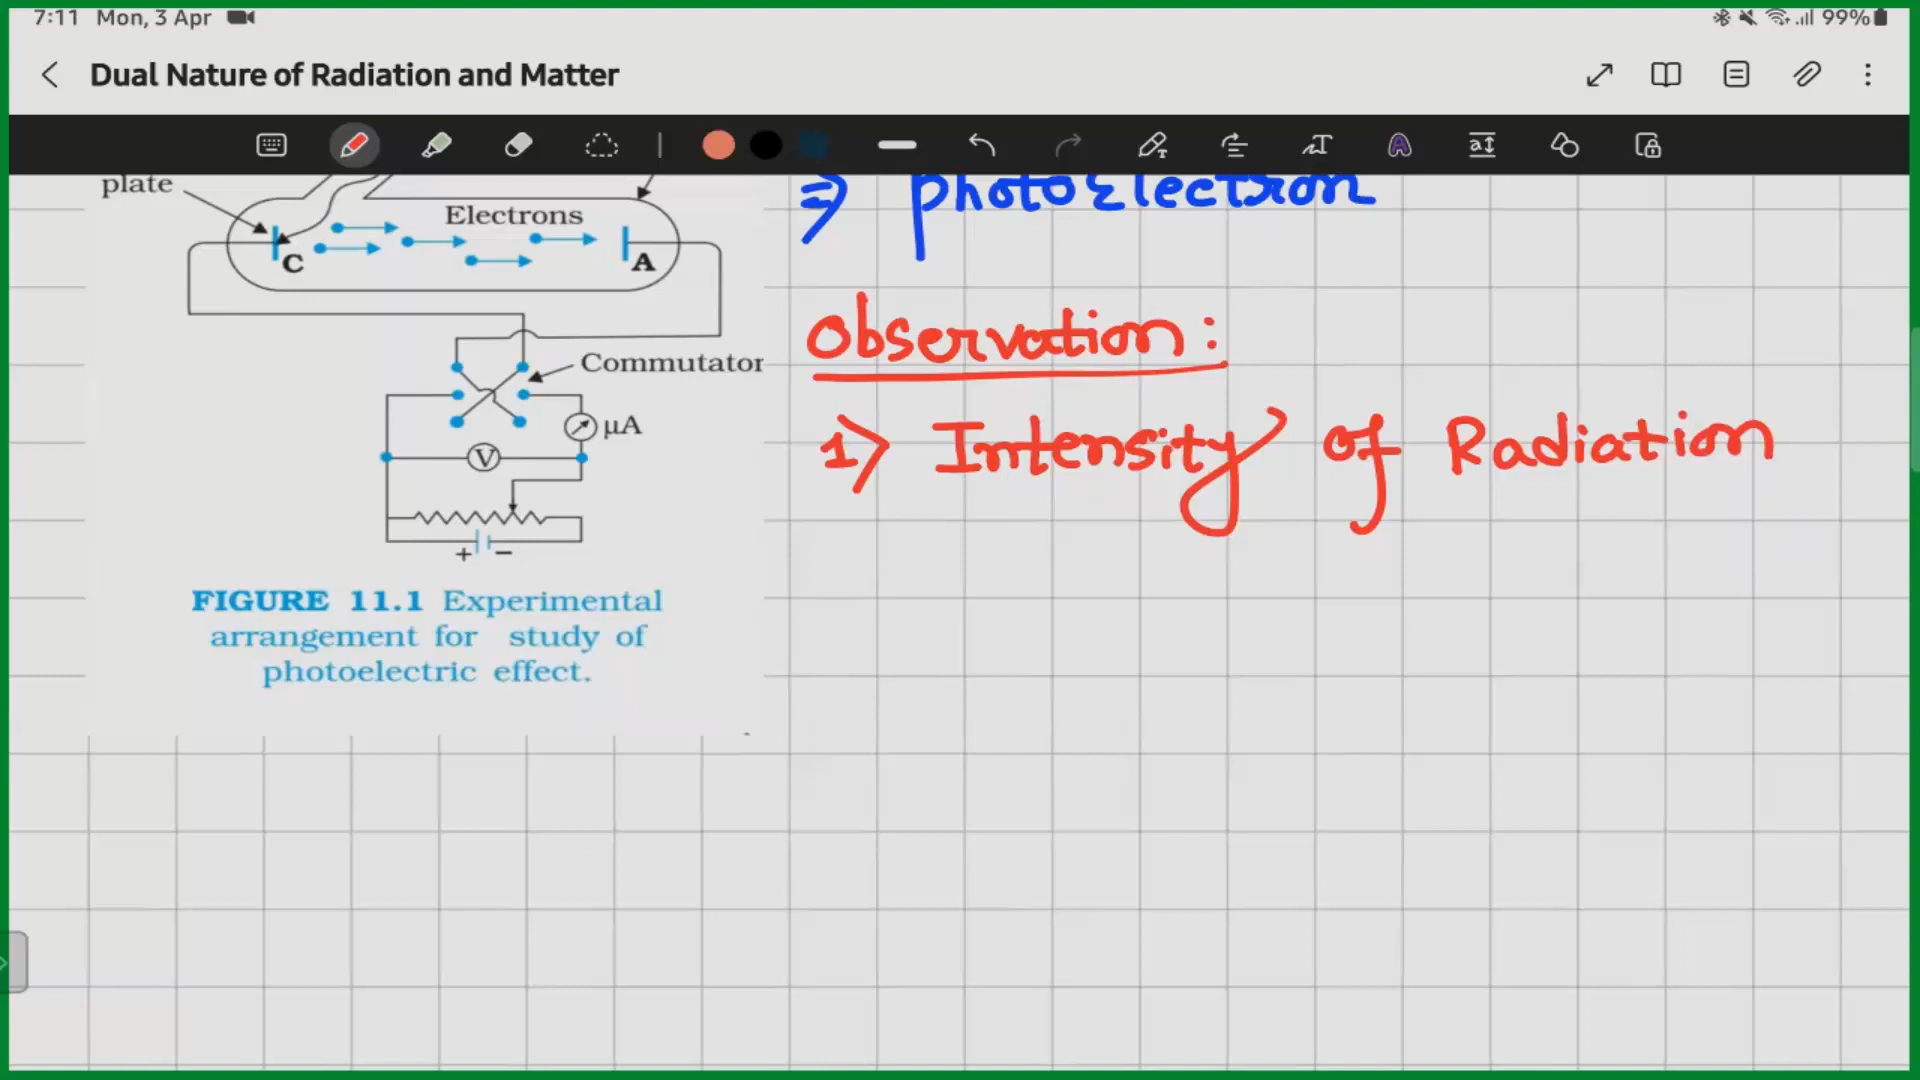 7:11 Mon, 3 Apr
99%
Dual Nature of Radiation and Matter
plate
Electrons
C
A
Commutator
μA
V
+ −
FIGURE 11.1 Experimental
arrangement for study of
photoelectric effect.
⇒ photoElectron
Observation:
1> Intensity of Radiation